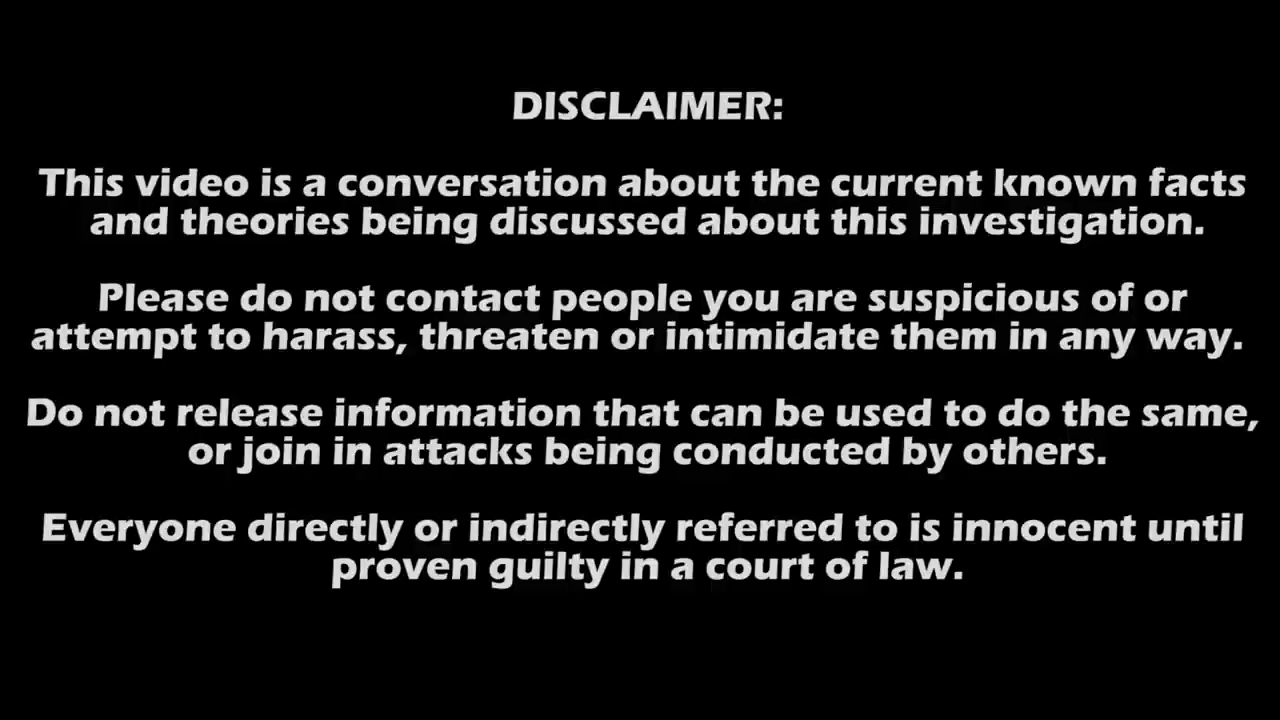 DISCLAIMER:
This video is a conversation about the current known facts
and theories being discussed about this investigation.
Please do not contact people you are suspicious of or
attempt to harass, threaten or intimidate them in any way.
Do not release information that can be used to do the same,
or join in attacks being conducted by others.
Everyone directly or indirectly referred to is innocent until
proven guilty in a court of law.